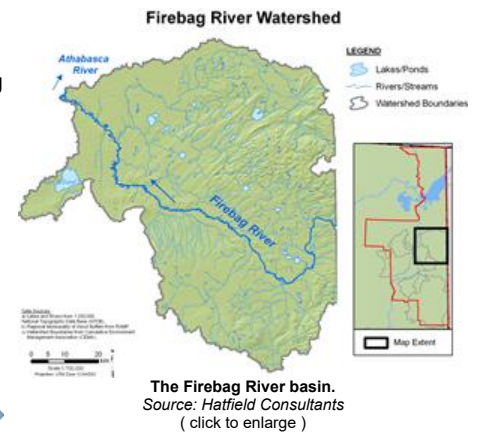 Firebag River Watershed
Athabasca
River
Firebag River
LEGEND
Lakes/Ponds
Rivers/Streams
Watershed Boundaries
Map Extent
0 5 10 20
The Firebag River basin.
Source: Hatfield Consultants
( click to enlarge )